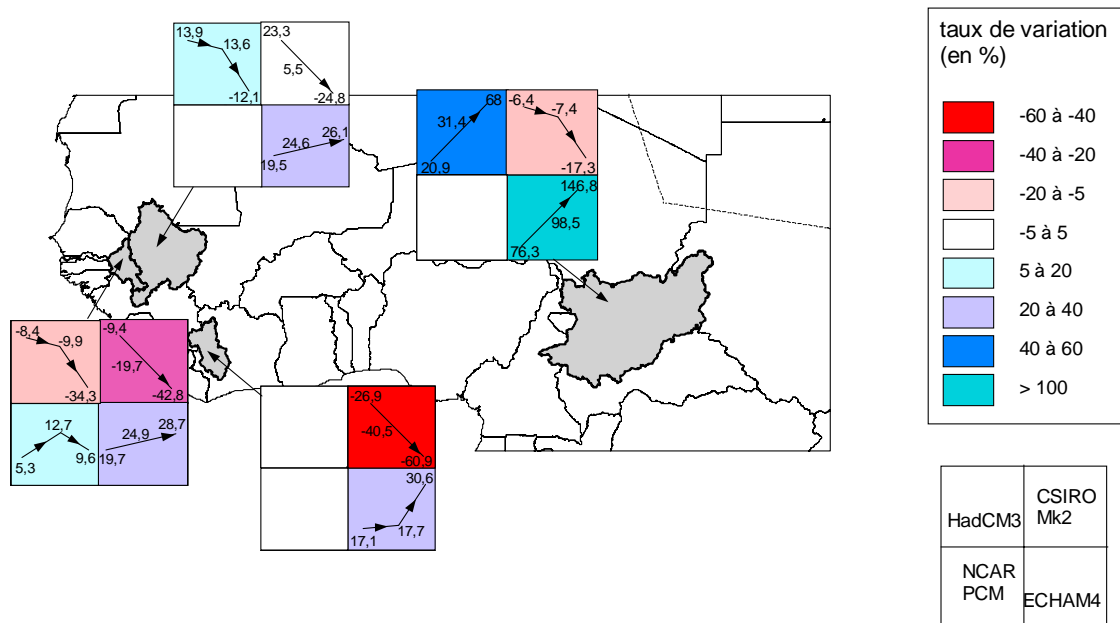 13,9
13,6
-12,1
23,3
5,5
-24,8
24,6
26,1
19,5
68
31,4
20,9
-6,4
-7,4
-17,3
146,8
98,5
76,3
-8,4
-9,9
-34,3
-9,4
-19,7
-42,8
12,7
5,3
9,6
28,7
24,9
19,7
-26,9
-40,5
-60,9
30,6
17,7
17,1
taux de variation
(en %)
-60 à -40
-40 à -20
-20 à -5
-5 à 5
5 à 20
20 à 40
40 à 60
> 100
HadCM3
CSIRO
Mk2
NCAR
PCM
ECHAM4